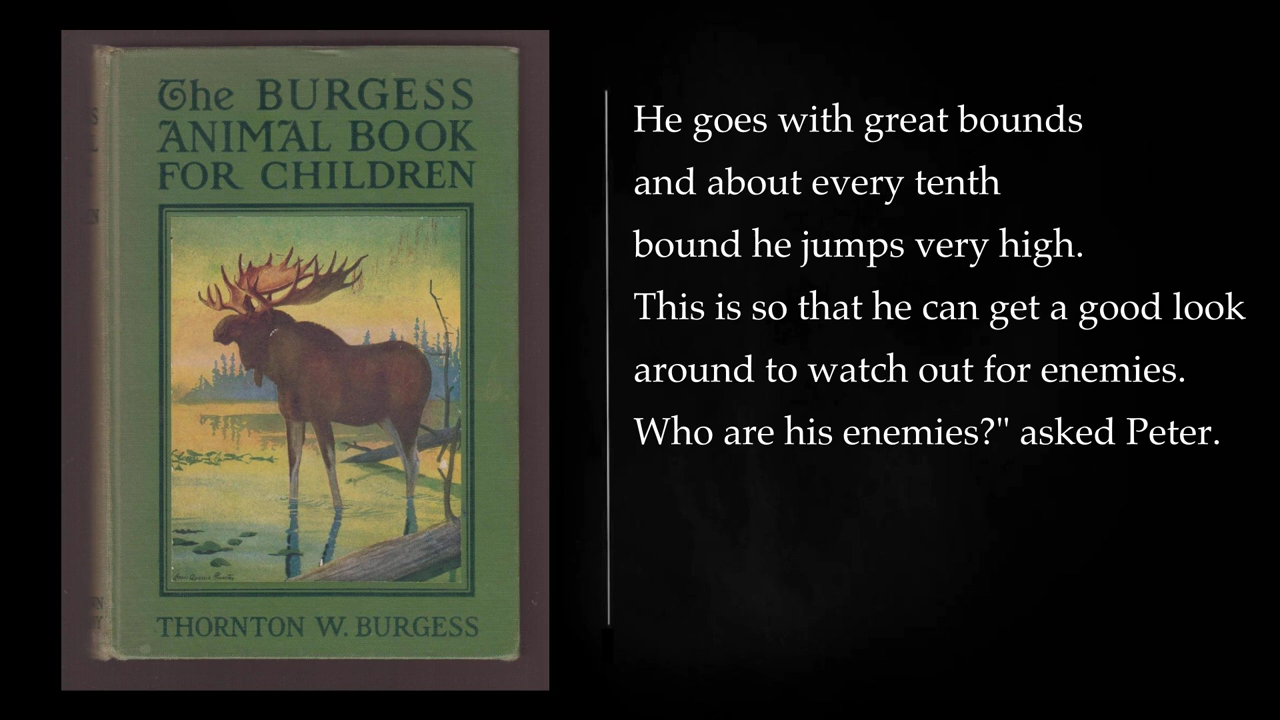 The BURGESS
ANIMAL BOOK
FOR CHILDREN
THORNTON W. BURGESS
He goes with great bounds
and about every tenth
bound he jumps very high.
This is so that he can get a good look
around to watch out for enemies.
Who are his enemies?" asked Peter.